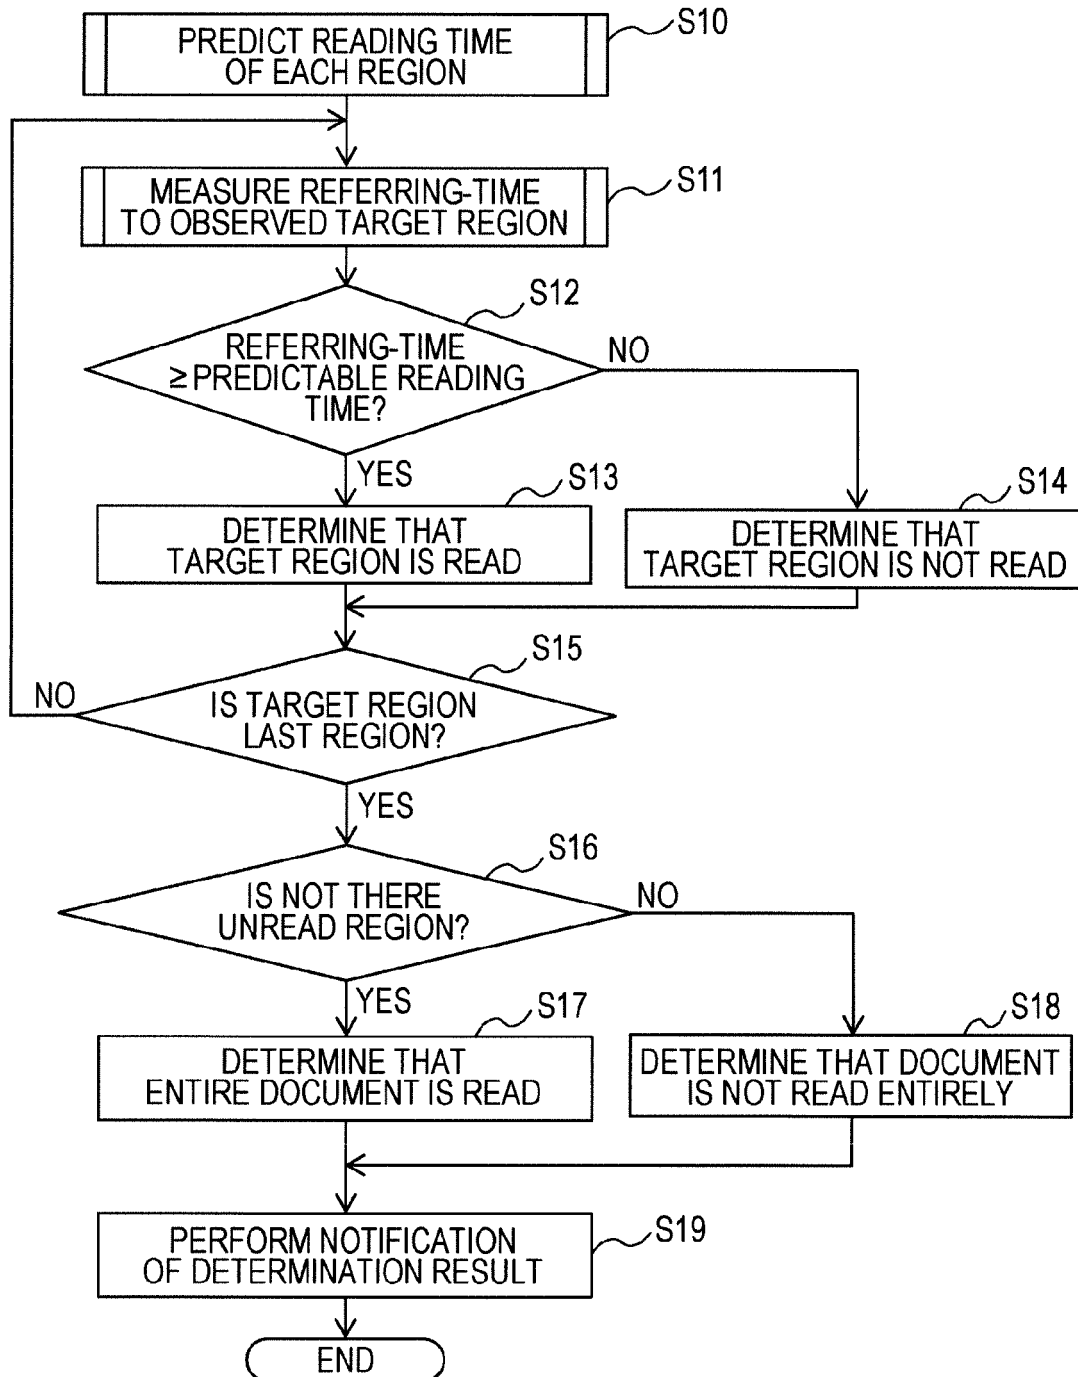 S10
PREDICT READING TIME
OF EACH REGION
S11
MEASURE REFERRING-TIME
TO OBSERVED TARGET REGION
S12
REFERRING-TIME
≥ PREDICTABLE READING
TIME?
NO
YES
S13
DETERMINE THAT
TARGET REGION IS READ
S14
DETERMINE THAT
TARGET REGION IS NOT READ
S15
NO
IS TARGET REGION
LAST REGION?
YES
S16
IS NOT THERE
UNREAD REGION?
NO
YES
S17
DETERMINE THAT
ENTIRE DOCUMENT IS READ
S18
DETERMINE THAT DOCUMENT
IS NOT READ ENTIRELY
S19
PERFORM NOTIFICATION
OF DETERMINATION RESULT
END